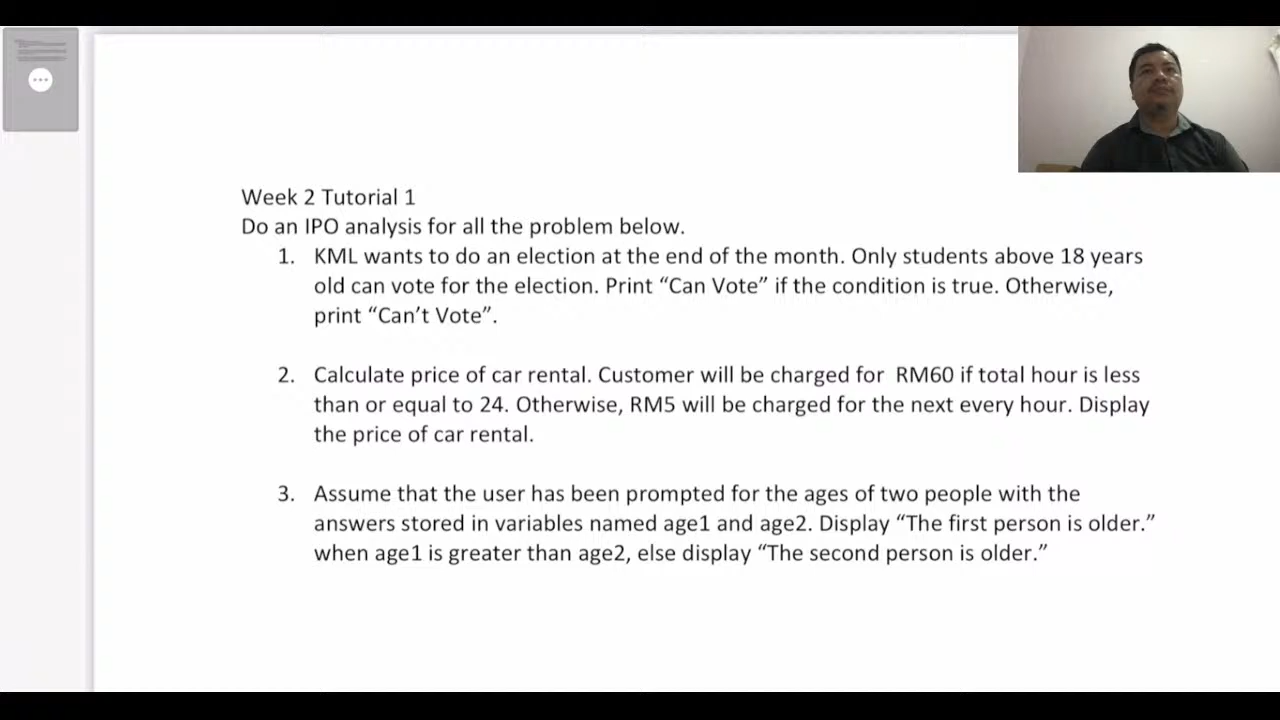 Week 2 Tutorial 1
Do an IPO analysis for all the problem below.
1. KML wants to do an election at the end of the month. Only students above 18 years
old can vote for the election. Print “Can Vote” if the condition is true. Otherwise,
print “Can’t Vote”.
2. Calculate price of car rental. Customer will be charged for RM60 if total hour is less
than or equal to 24. Otherwise, RM5 will be charged for the next every hour. Display
the price of car rental.
3. Assume that the user has been prompted for the ages of two people with the
answers stored in variables named age1 and age2. Display “The first person is older.”
when age1 is greater than age2, else display “The second person is older.”